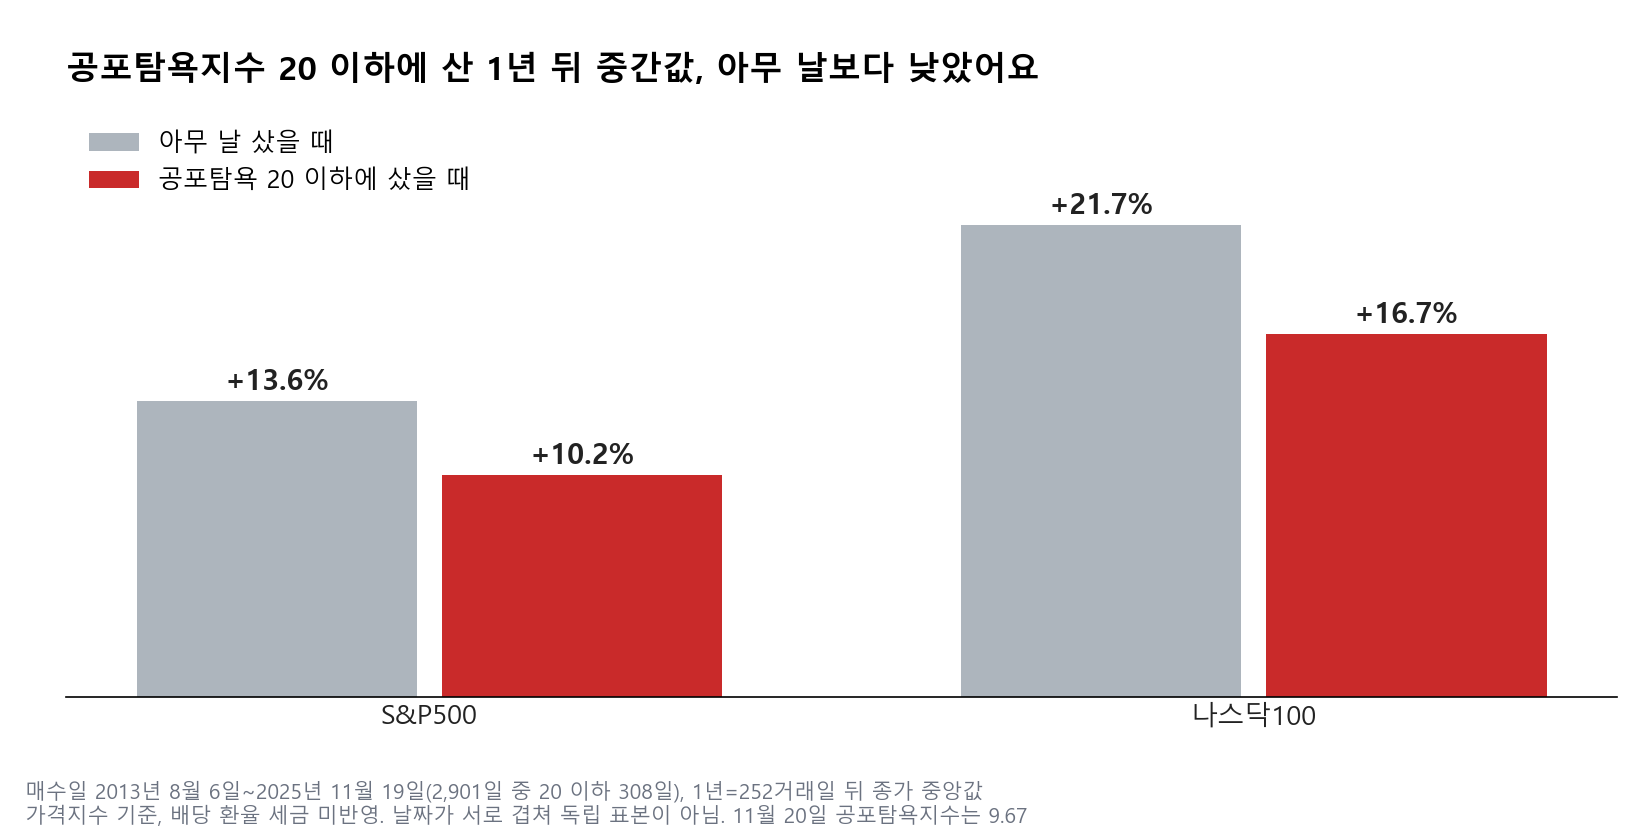 공포탐욕지수 20 이하에 산 1년 뒤 중간값, 아무 날보다 낮았어요
아무 날 샀을 때
공포탐욕 20 이하에 샀을 때
+13.6%
+10.2%
+21.7%
+16.7%
S&P500
나스닥100
매수일 2013년 8월 6일~2025년 11월 19일(2,901일 중 20 이하 308일), 1년=252거래일 뒤 종가 중앙값
가격지수 기준, 배당 환율 세금 미반영. 날짜가 서로 겹쳐 독립 표본이 아님. 11월 20일 공포탐욕지수는 9.67